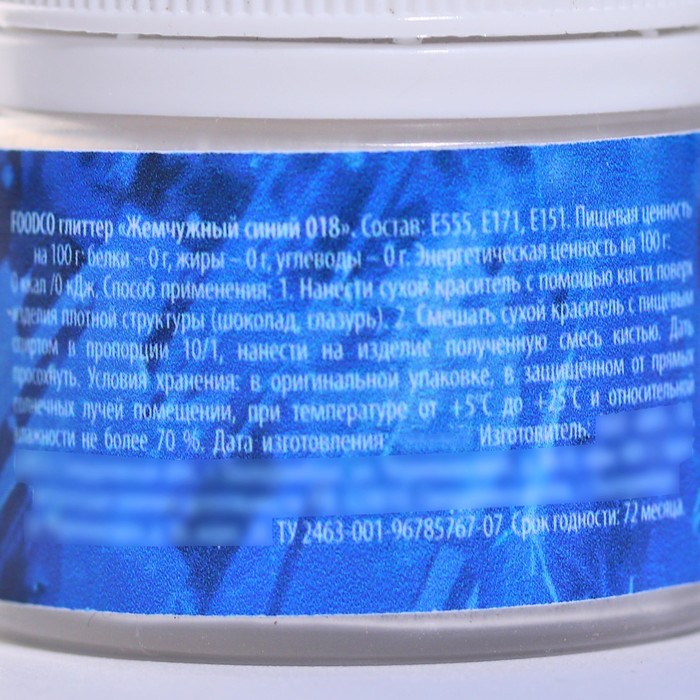 FOODCO глиттер «Жемчужный синий 018». Состав: Е555, Е171, Е151. Пищевая ценность
на 100 г: белки – 0 г, жиры – 0 г, углеводы – 0 г. Энергетическая ценность на 100 г:
0 ккал /0 кДж. Способ применения: 1. Нанести сухой краситель с помощью кисти поверх
изделия плотной структуры (шоколад, глазурь). 2. Смешать сухой краситель с пищевым
спиртом в пропорции 10/1, нанести на изделие полученную смесь кистью. Дать
просохнуть. Условия хранения: в оригинальной упаковке, в защищённом от прямых
солнечных лучей помещении, при температуре от +5°С до +25°С и относительной
влажности не более 70 %. Дата изготовления: Изготовитель:
ТУ 2463-001-96785767-07. Срок годности: 72 месяца.